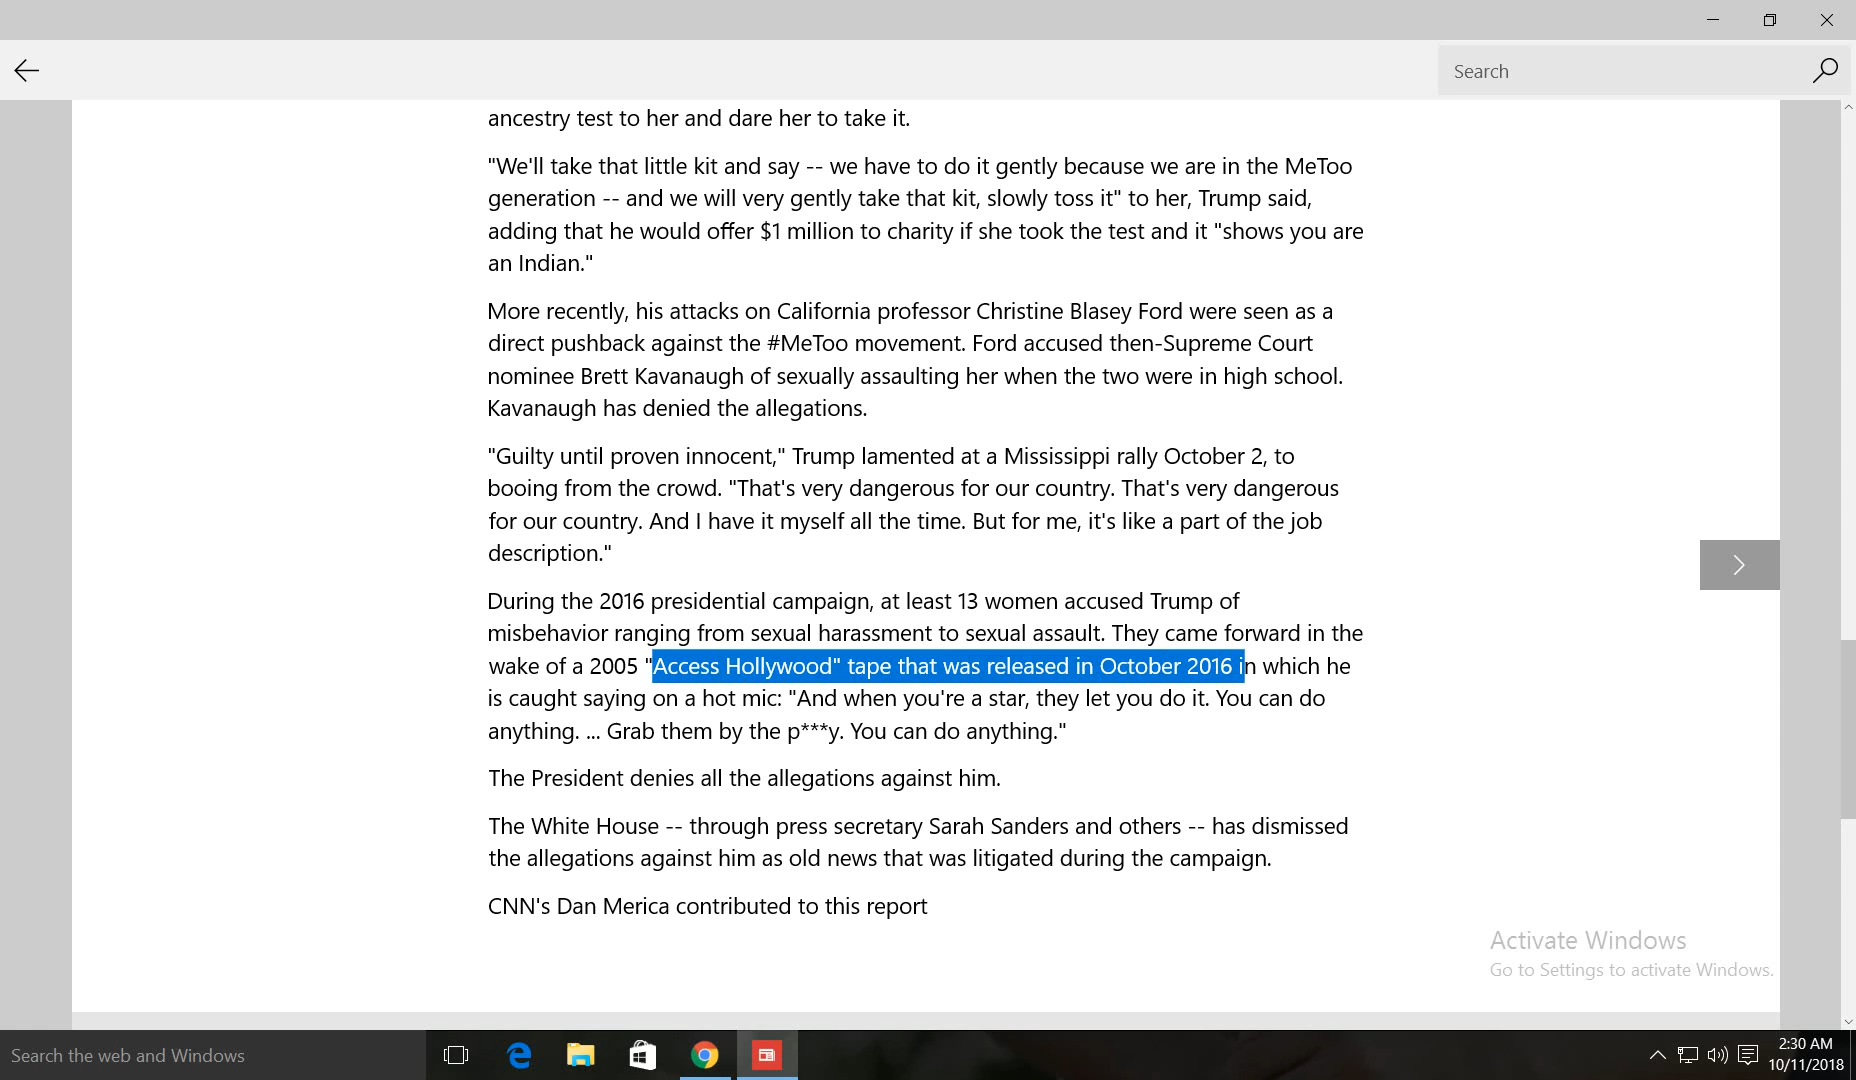 Search
ancestry test to her and dare her to take it.
"We'll take that little kit and say -- we have to do it gently because we are in the MeToo
generation -- and we will very gently take that kit, slowly toss it" to her, Trump said,
adding that he would offer $1 million to charity if she took the test and it "shows you are
an Indian."
More recently, his attacks on California professor Christine Blasey Ford were seen as a
direct pushback against the #MeToo movement. Ford accused then-Supreme Court
nominee Brett Kavanaugh of sexually assaulting her when the two were in high school.
Kavanaugh has denied the allegations.
"Guilty until proven innocent," Trump lamented at a Mississippi rally October 2, to
booing from the crowd. "That's very dangerous for our country. That's very dangerous
for our country. And I have it myself all the time. But for me, it's like a part of the job
description."
During the 2016 presidential campaign, at least 13 women accused Trump of
misbehavior ranging from sexual harassment to sexual assault. They came forward in the
wake of a 2005 "Access Hollywood" tape that was released in October 2016 in which he
is caught saying on a hot mic: "And when you're a star, they let you do it. You can do
anything. ... Grab them by the p***y. You can do anything."
The President denies all the allegations against him.
The White House -- through press secretary Sarah Sanders and others -- has dismissed
the allegations against him as old news that was litigated during the campaign.
CNN's Dan Merica contributed to this report
Activate Windows
Go to Settings to activate Windows.
Search the web and Windows
2:30 AM
10/11/2018